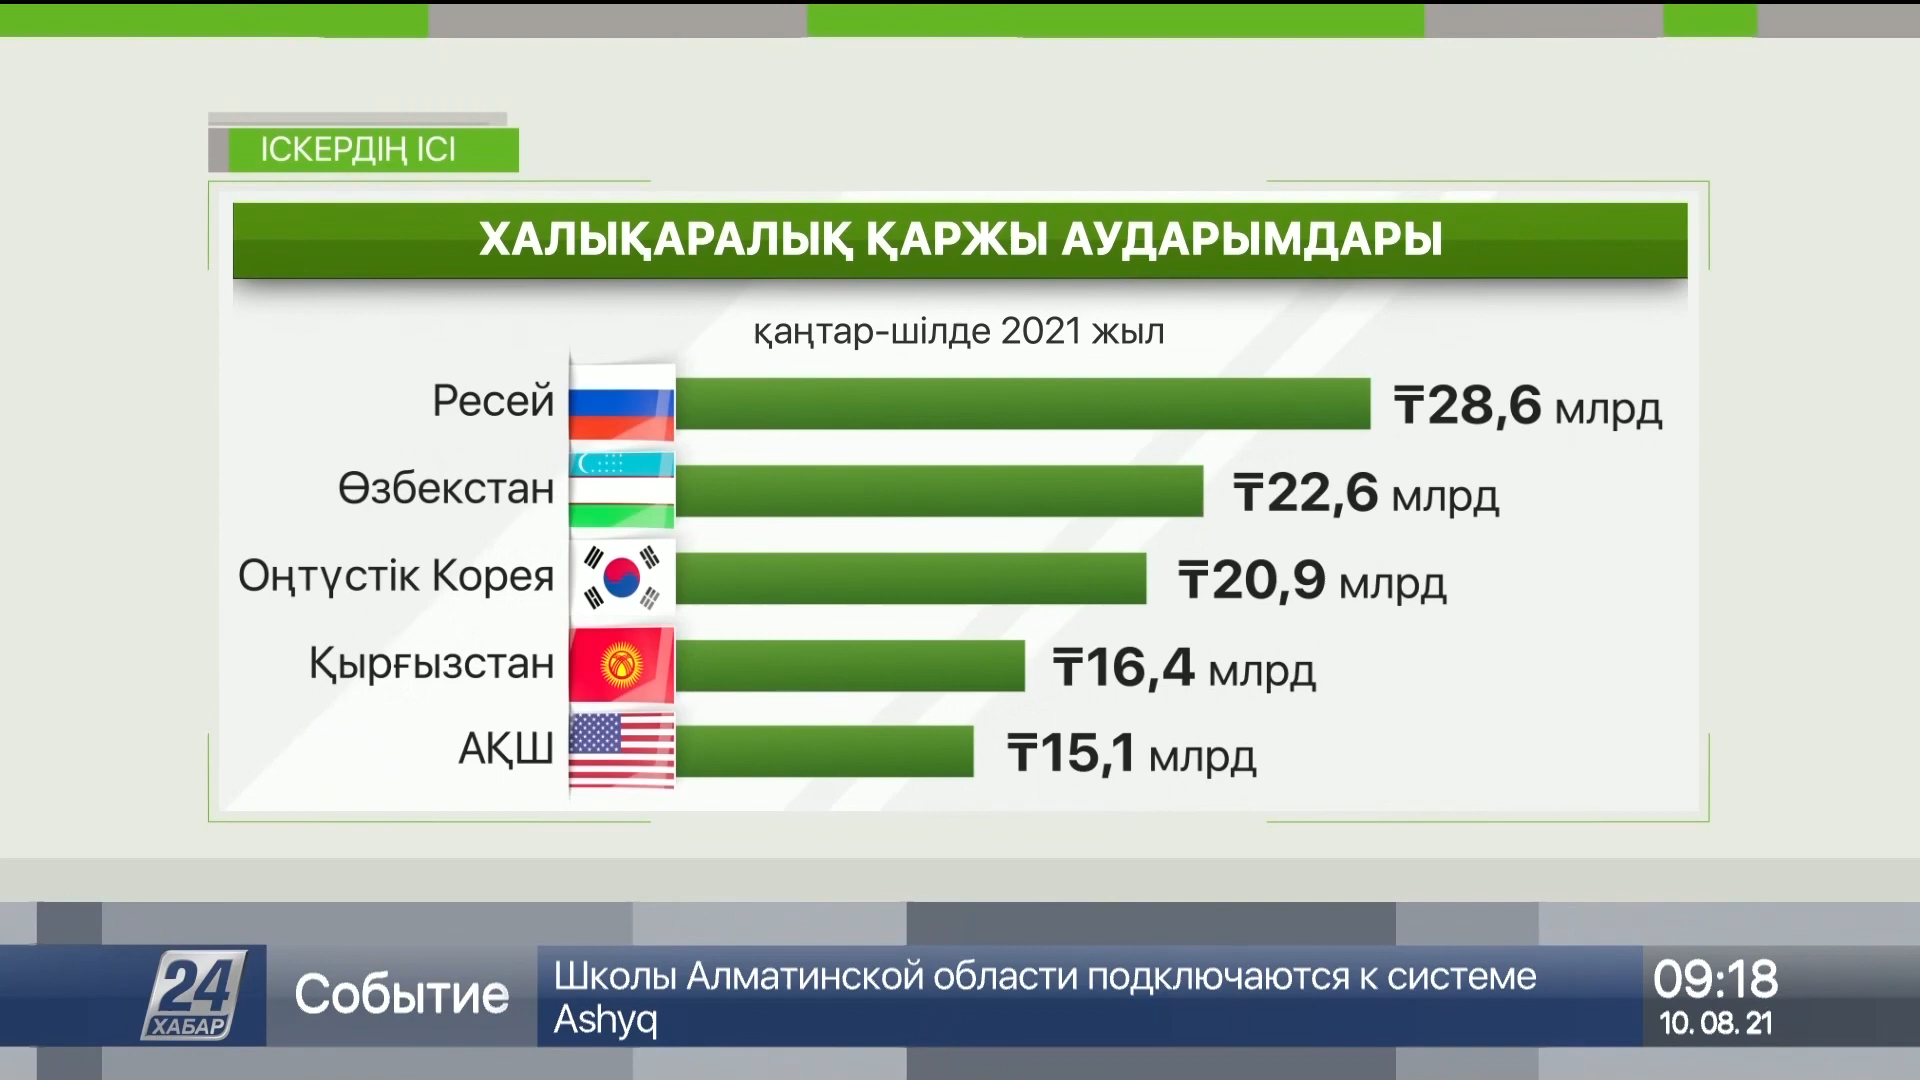 ІСКЕРДІҢ ІСІ
ХАЛЫҚАРАЛЫҚ ҚАРЖЫ АУДАРЫМДАРЫ
қаңтар-шілде 2021 жыл
Ресей ₸28,6 млрд
Өзбекстан ₸22,6 млрд
Оңтүстік Корея ₸20,9 млрд
Қырғызстан ₸16,4 млрд
АҚШ ₸15,1 млрд
24
ХАБАР
Событие
Школы Алматинской области подключаются к системе
Ashyq
09:18
10. 08. 21